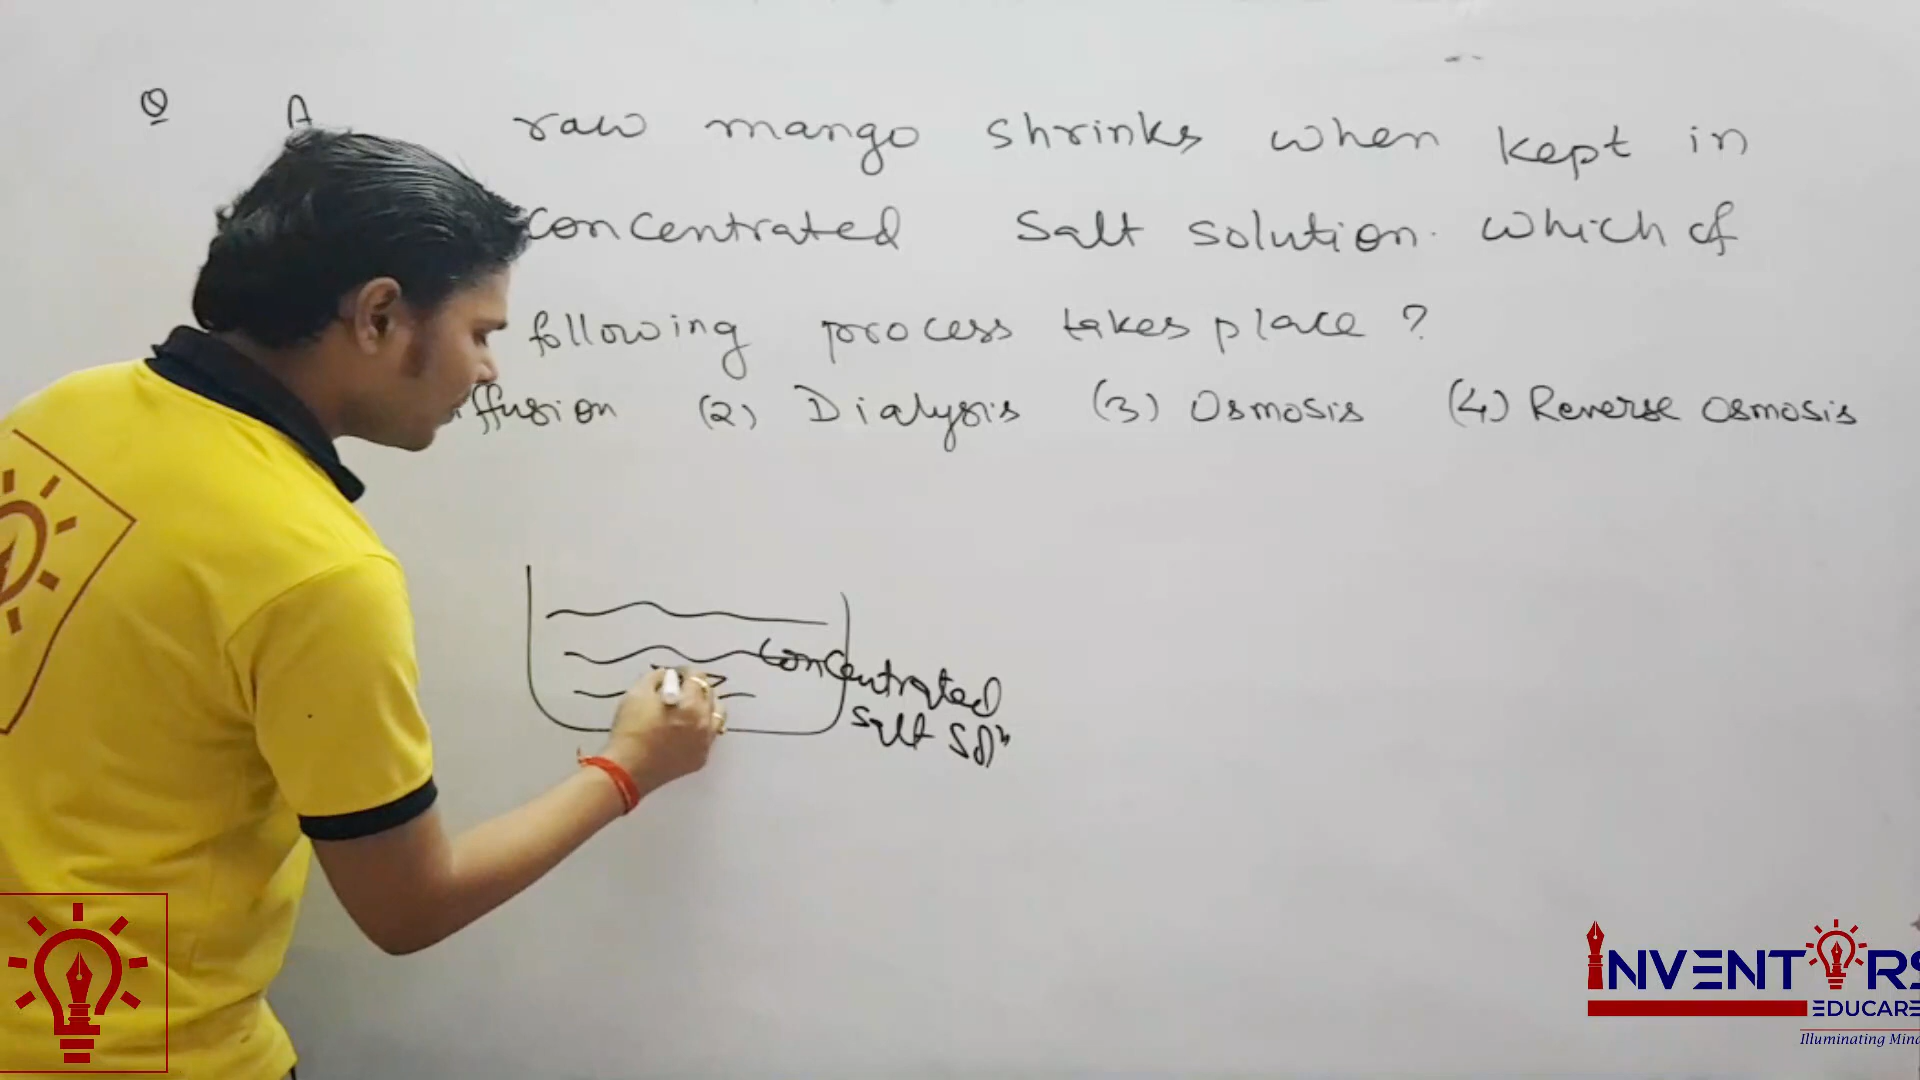 Q A raw mango shrinks when kept in
concentrated salt solution. which of
following process takes place ?
ffusion (2) Dialysis (3) Osmosis (4) Reverse osmosis
concentrated
salt solⁿ
INVENTORS
EDUCARE
Illuminating Mind